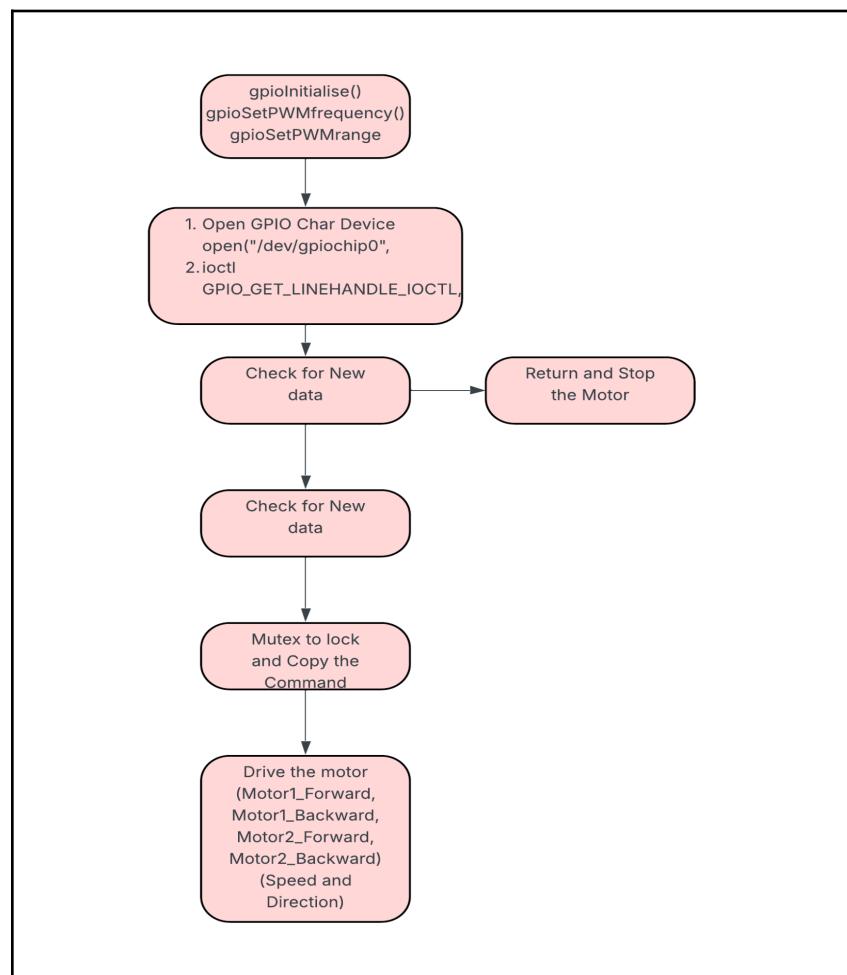 gpioInitialise()
gpioSetPWMfrequency()
gpioSetPWMrange
1. Open GPIO Char Device
open("/dev/gpiochip0",
2. ioctl
GPIO_GET_LINEHANDLE_IOCTL,
Check for New
data
Return and Stop
the Motor
Check for New
data
Mutex to lock
and Copy the
Command
Drive the motor
(Motor1_Forward,
Motor1_Backward,
Motor2_Forward,
Motor2_Backward)
(Speed and
Direction)